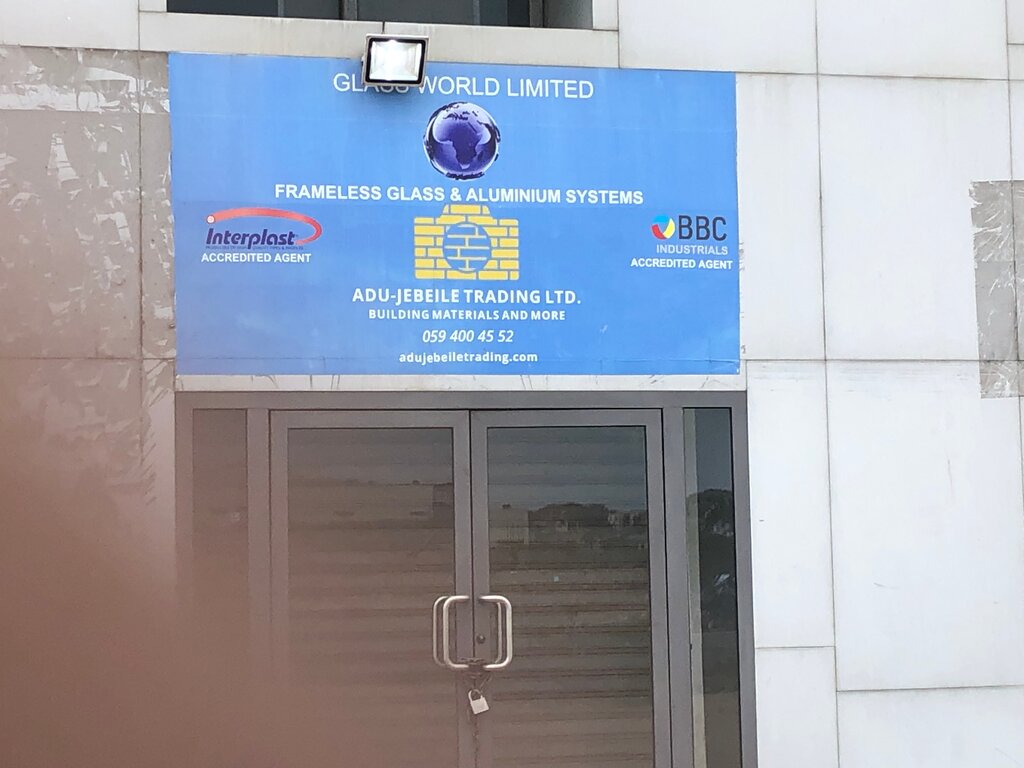 GLASS WORLD LIMITED
FRAMELESS GLASS & ALUMINIUM SYSTEMS
Interplast
ACCREDITED AGENT
BBC
INDUSTRIALS
ACCREDITED AGENT
ADU-JEBEILE TRADING LTD.
BUILDING MATERIALS AND MORE
059 400 45 52
adujebeiletrading.com